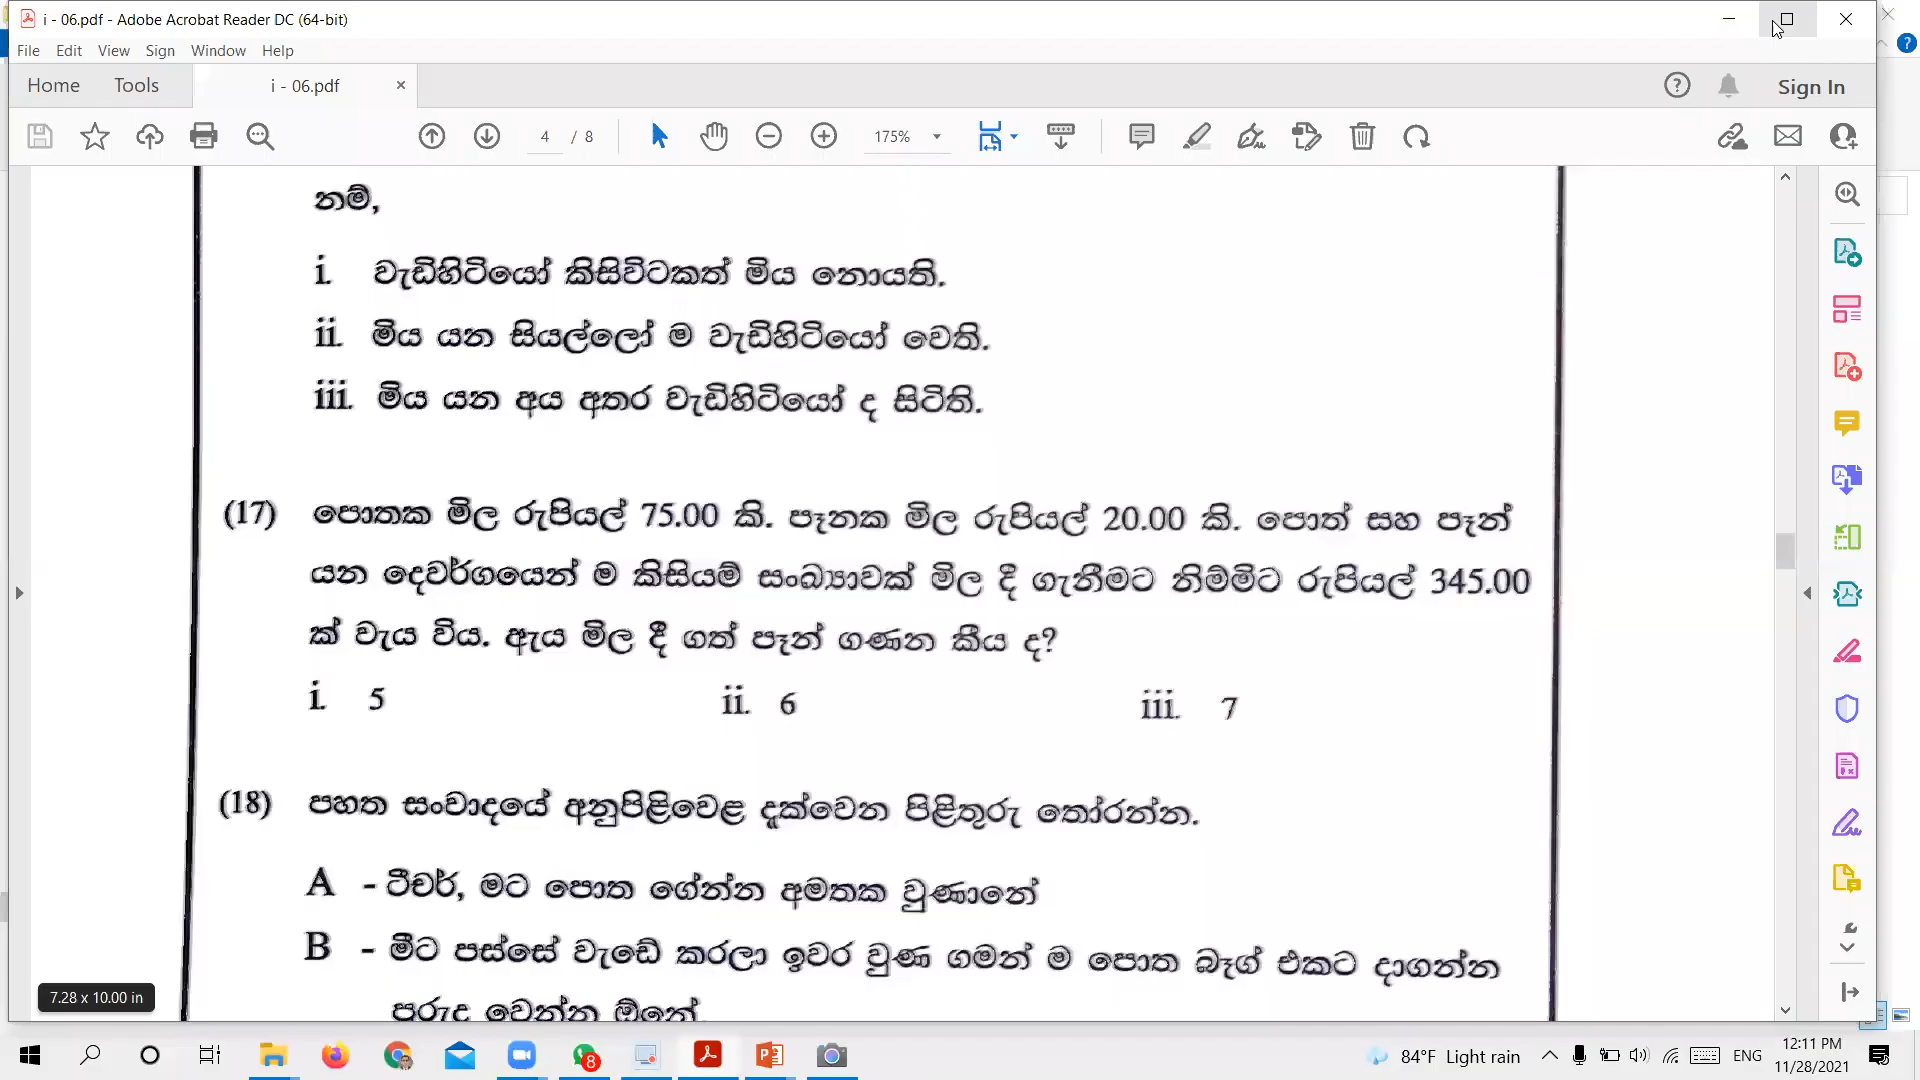 i - 06.pdf - Adobe Acrobat Reader DC (64-bit)
File Edit View Sign Window Help
Home Tools i - 06.pdf × Sign In
4 / 8 175%
නම්,
i. වැඩිහිටියෝ කිසිවිටකත් මිය නොයති.
ii. මිය යන සියල්ලෝ ම වැඩිහිටියෝ වෙති.
iii. මිය යන අය අතර වැඩිහිටියෝ ද සිටිති.
(17) පොතක මිල රුපියල් 75.00 කි. පෑනක මිල රුපියල් 20.00 කි. පොත් සහ පෑන්
යන දෙවර්ගයෙන් ම කිසියම් සංඛ්‍යාවක් මිල දී ගැනීමට නිම්මිට රුපියල් 345.00
ක් වැය විය. ඇය මිල දී ගත් පෑන් ගණන කීය ද?
i. 5 ii. 6 iii. 7
(18) පහත සංවාදයේ අනුපිළිවෙළ දැක්වෙන පිළිතුරු තෝරන්න.
A - ටීචර්, මට පොත ගේන්න අමතක වුණානේ
B - මීට පස්සේ වැඩේ කරලා ඉවර වුණ ගමන් ම පොත බෑග් එකට දාගන්න
පුරුදු වෙන්න ඕනේ.
7.28 x 10.00 in
8 84°F Light rain ENG 12:11 PM
11/28/2021